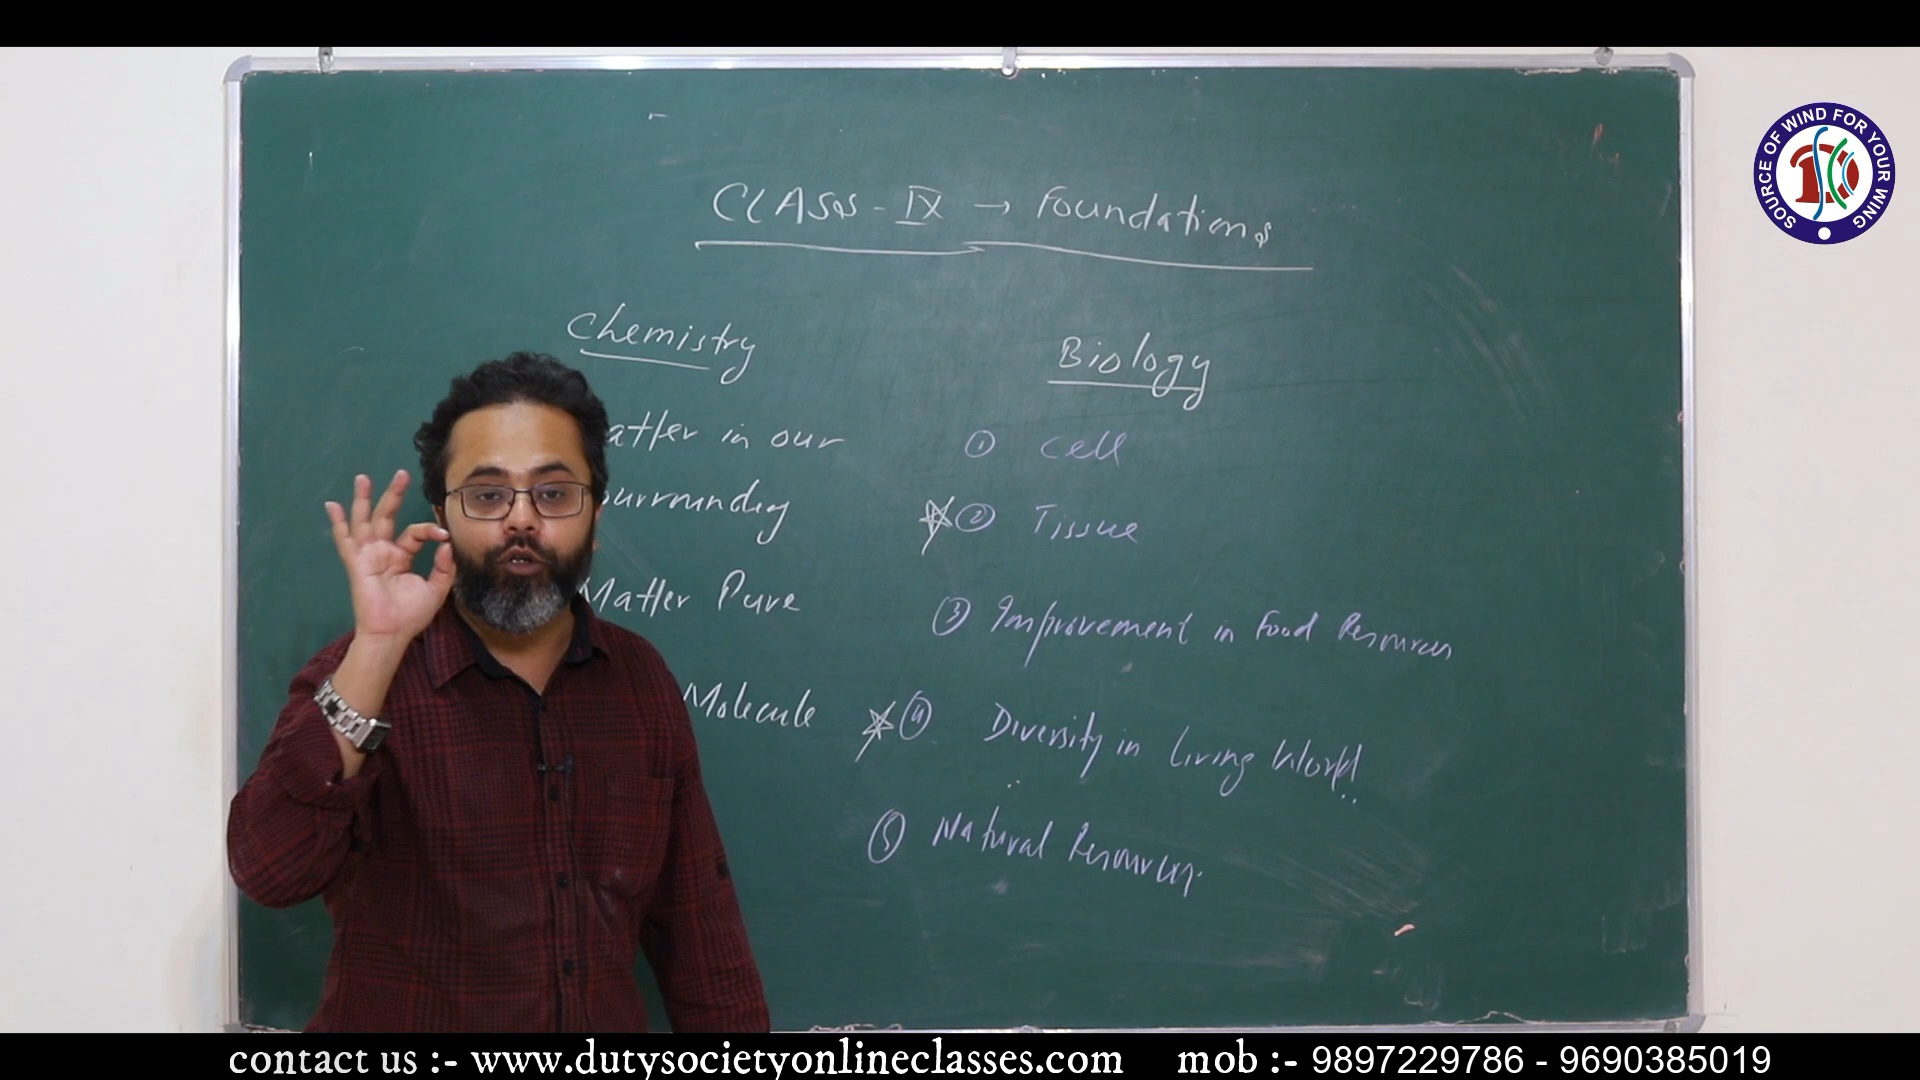 SOURCE OF WIND FOR YOUR WING
CLASS - IX → Foundations
Chemistry
atter in our
urrounding
Matter Pure
Molecule
Biology
① Cell
② Tissue
③ Improvement in Food Resources
④ Diversity in Living World..
⑤ Natural Resources.
contact us :- www.dutysocietyonlineclasses.com mob :- 9897229786 - 9690385019